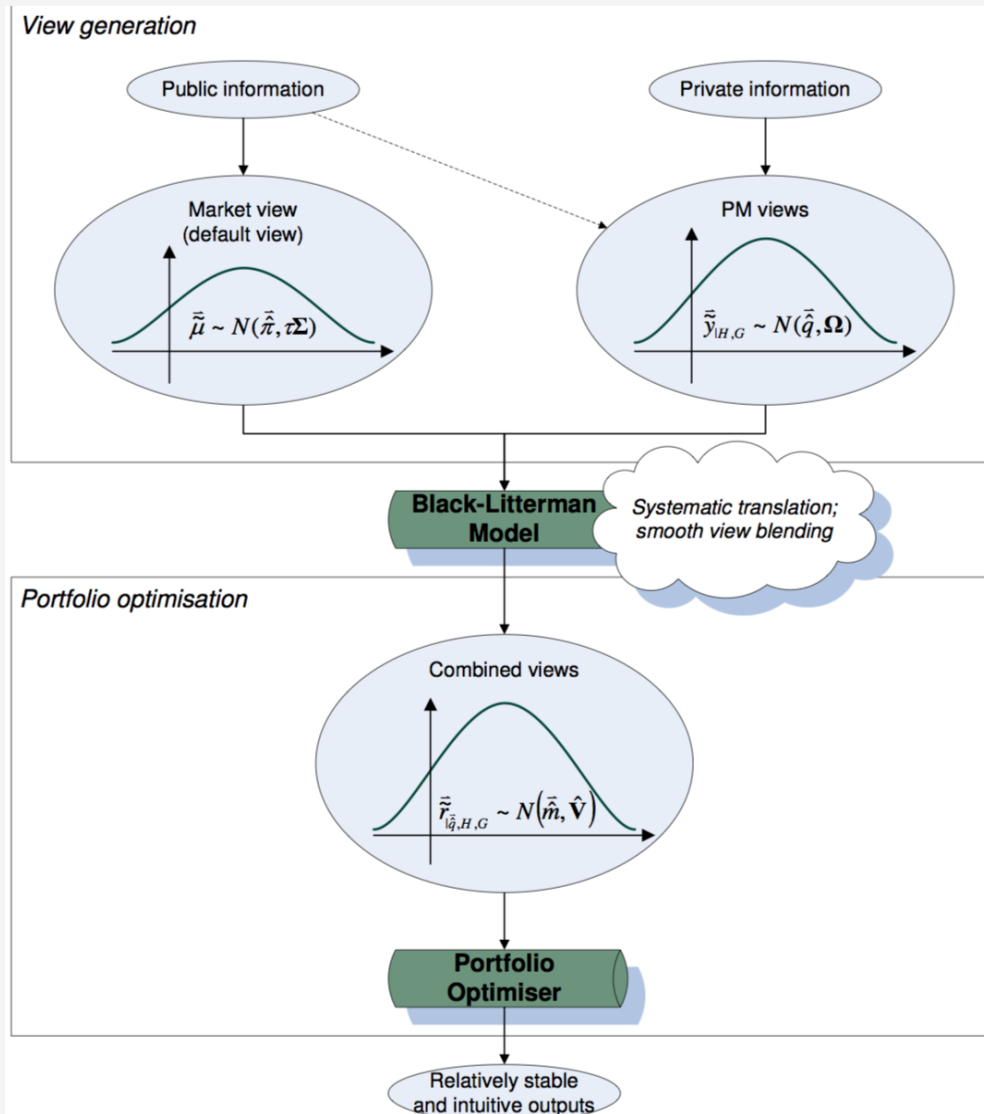 View generation
Public information
Private information
Market view
(default view)
PM views
μ̃⃗ ~ N(π̂⃗, τΣ)
ỹ⃗|H,G ~ N(q̂⃗, Ω)
Black-Litterman
Model
Systematic translation;
smooth view blending
Portfolio optimisation
Combined views
r̃⃗|q̂⃗,H,G ~ N(m̂⃗, V̂)
Portfolio
Optimiser
Relatively stable
and intuitive outputs